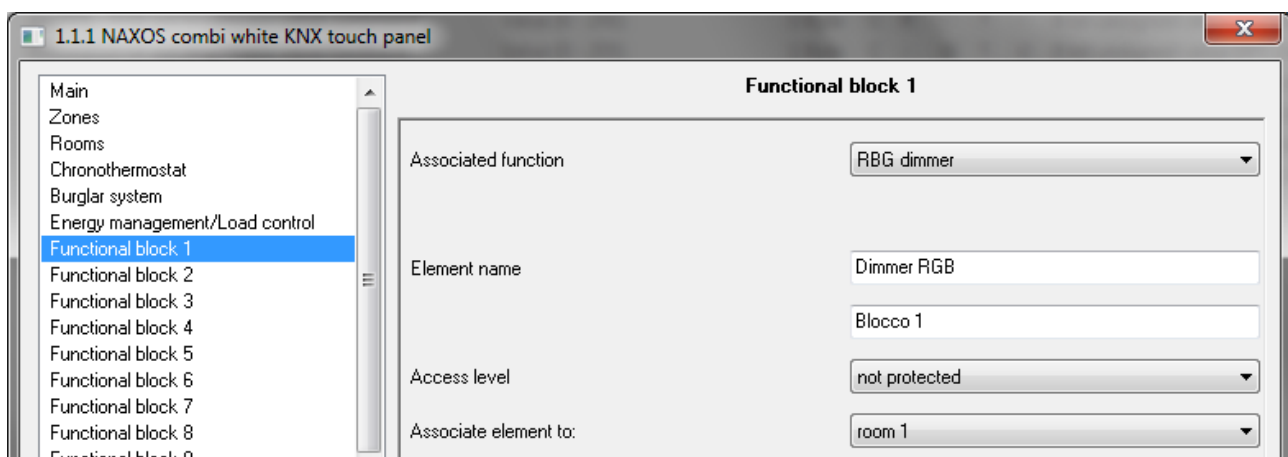 1.1.1 NAXOS combi white KNX touch panel
Main
Zones
Rooms
Chronothermostat
Burglar system
Energy management/Load control
Functional block 1
Functional block 2
Functional block 3
Functional block 4
Functional block 5
Functional block 6
Functional block 7
Functional block 8
Functional block 1
Associated function
RBG dimmer
Element name
Dimmer RGB
Blocco 1
Access level
not protected
Associate element to:
room 1